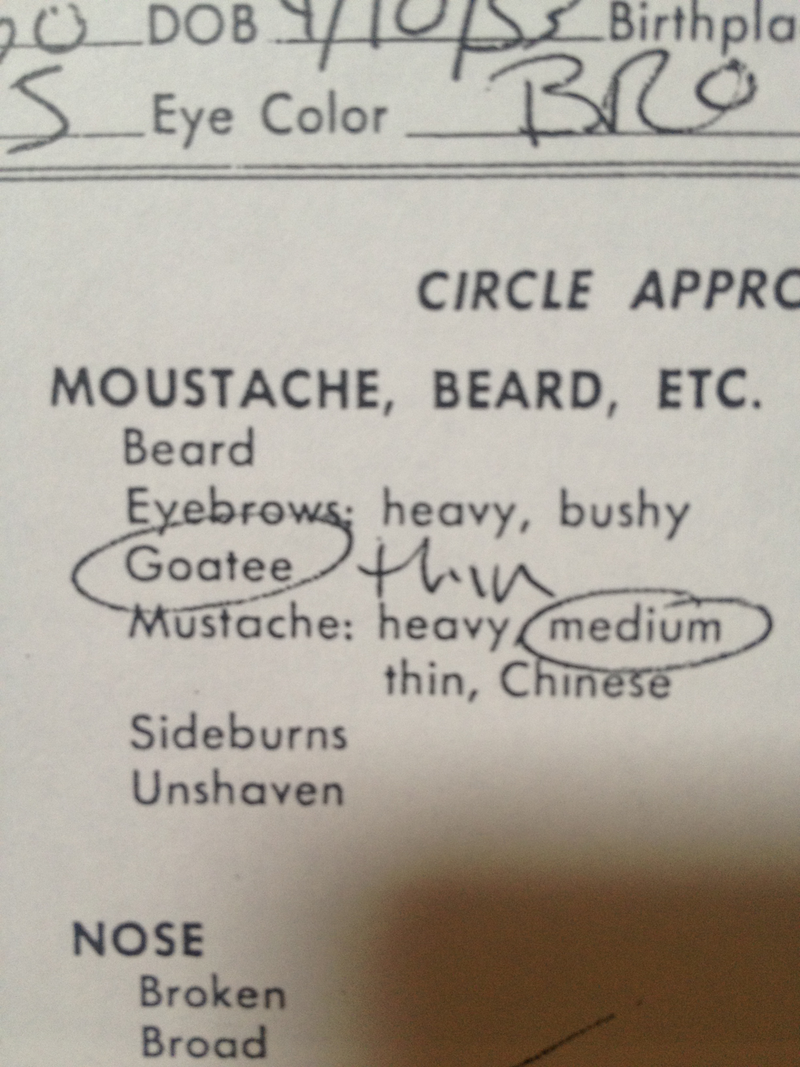 DOB Birthpla
S Eye Color BRO
CIRCLE APPRO
MOUSTACHE, BEARD, ETC.
Beard
Eyebrows: heavy, bushy
Goatee thin
Mustache: heavy, medium
thin, Chinese
Sideburns
Unshaven
NOSE
Broken
Broad